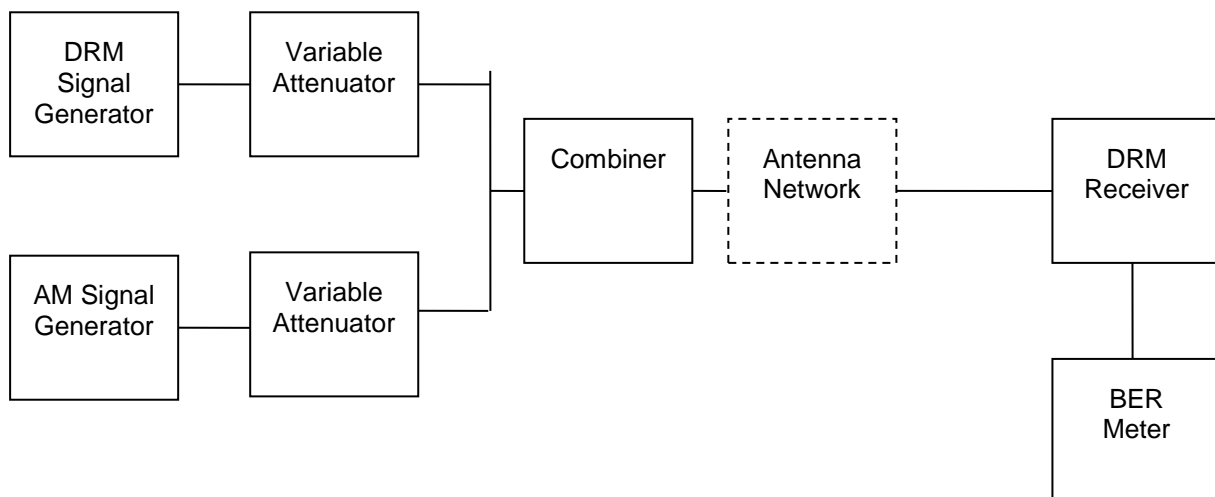 DRM
Signal
Generator
Variable
Attenuator
Combiner
Antenna
Network
DRM
Receiver
AM Signal
Generator
Variable
Attenuator
BER
Meter